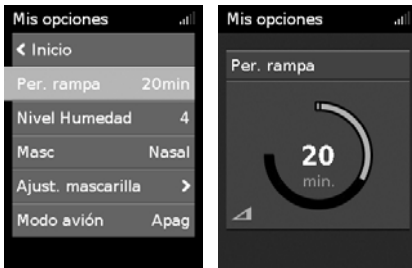 Mis opciones
< Inicio
Per. rampa 20min
Nivel Humedad 4
Masc Nasal
Ajust. mascarilla >
Modo avión Apag
Mis opciones
Per. rampa
20
min.